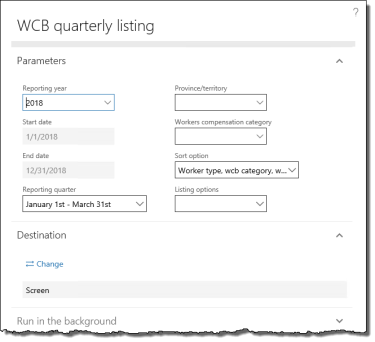 ?
WCB quarterly listing
Parameters
Reporting year
2018
Start date
1/1/2018
End date
12/31/2018
Reporting quarter
January 1st - March 31st
Province/territory
Workers compensation category
Sort option
Worker type, wcb category, w...
Listing options
Destination
Change
Screen
Run in the background